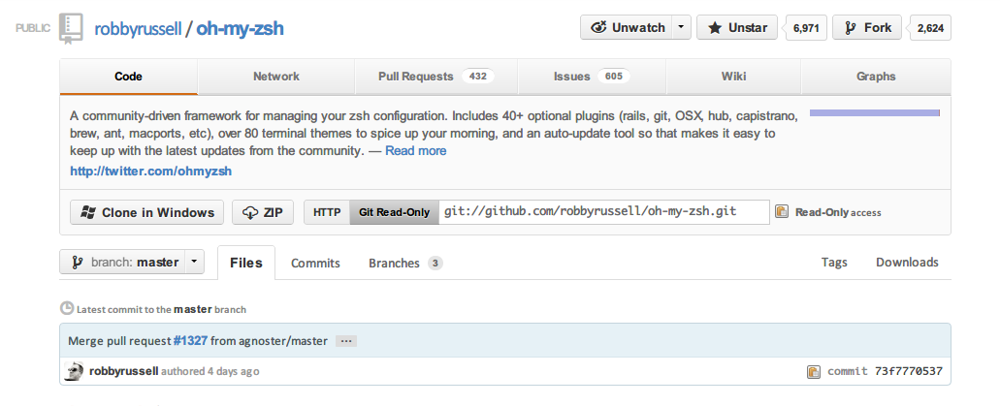 PUBLIC robbyrussell / oh-my-zsh Unwatch Unstar 6,971 Fork 2,624
Code Network Pull Requests 432 Issues 605 Wiki Graphs
A community-driven framework for managing your zsh configuration. Includes 40+ optional plugins (rails, git, OSX, hub, capistrano,
brew, ant, macports, etc), over 80 terminal themes to spice up your morning, and an auto-update tool so that makes it easy to
keep up with the latest updates from the community. — Read more
http://twitter.com/ohmyzsh
Clone in Windows ZIP HTTP Git Read-Only git://github.com/robbyrussell/oh-my-zsh.git Read-Only access
branch: master Files Commits Branches 3 Tags Downloads
Latest commit to the master branch
Merge pull request #1327 from agnoster/master ...
robbyrussell authored 4 days ago commit 73f7770537